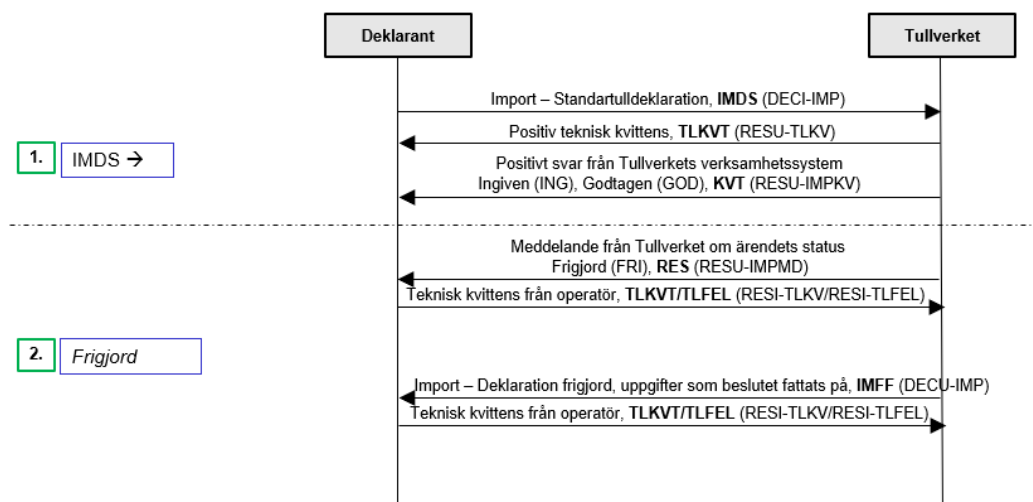 Deklarant
Tullverket
Import – Standartulldeklaration, IMDS (DECI-IMP)
Positiv teknisk kvittens, TLKVT (RESU-TLKV)
1.
IMDS →
Positivt svar från Tullverkets verksamhetssystem
Ingiven (ING), Godtagen (GOD), KVT (RESU-IMPKV)
Meddelande från Tullverket om ärendets status
Frigjord (FRI), RES (RESU-IMPMD)
Teknisk kvittens från operatör, TLKVT/TLFEL (RESI-TLKV/RESI-TLFEL)
2.
Frigjord
Import – Deklaration frigjord, uppgifter som beslutet fattats på, IMFF (DECU-IMP)
Teknisk kvittens från operatör, TLKVT/TLFEL (RESI-TLKV/RESI-TLFEL)